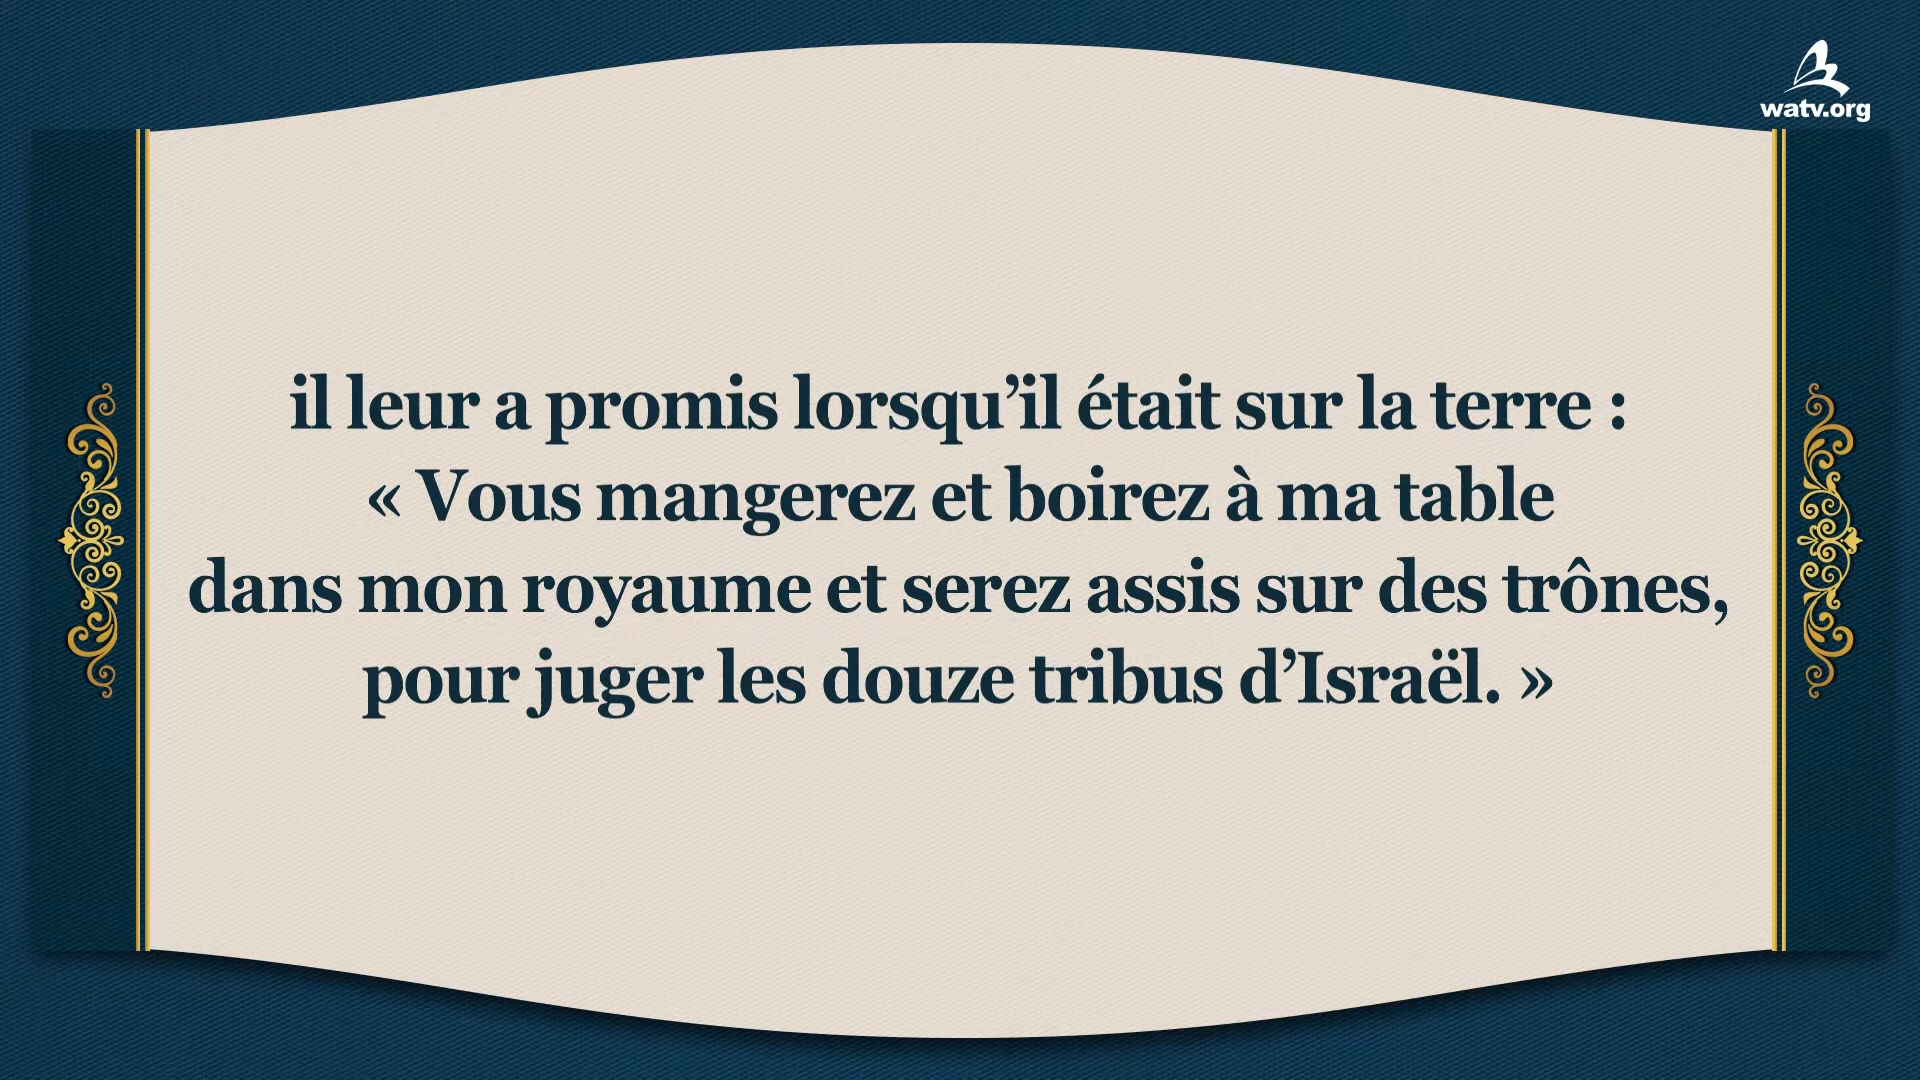 watv.org
il leur a promis lorsqu’il était sur la terre :
« Vous mangerez et boirez à ma table
dans mon royaume et serez assis sur des trônes,
pour juger les douze tribus d’Israël. »